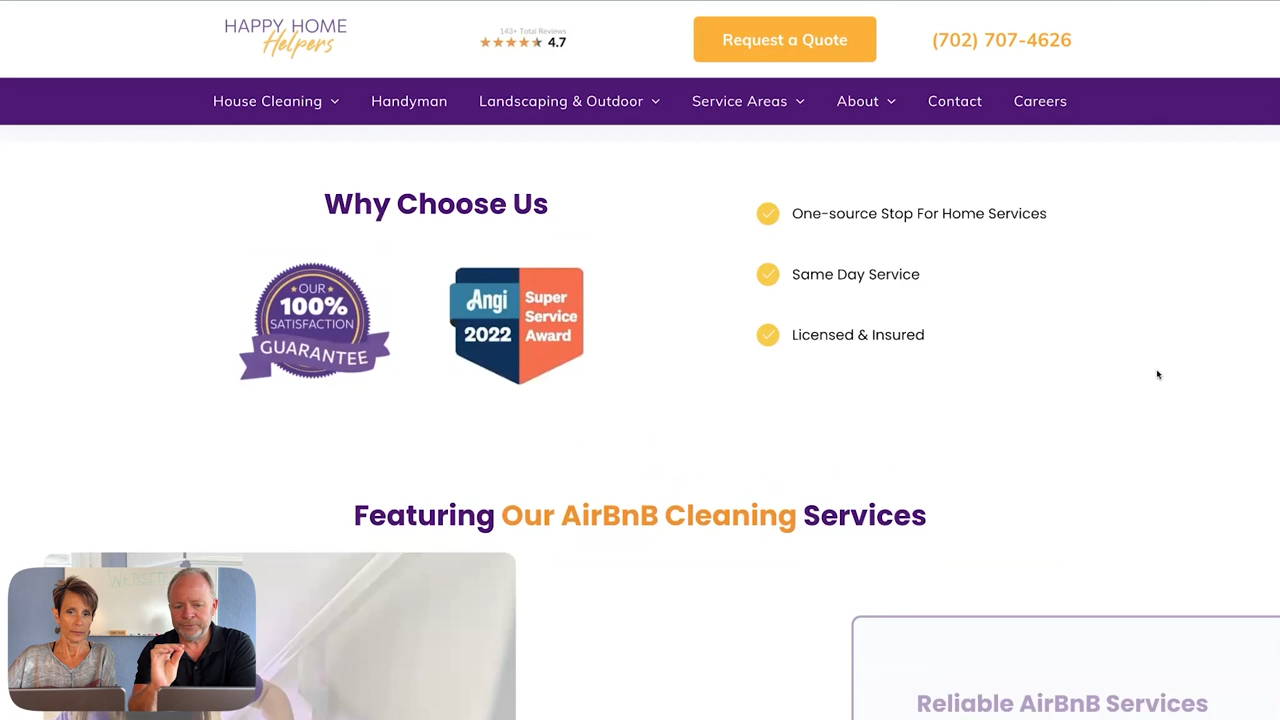 HAPPY HOME
Helpers
143+ Total Reviews
4.7
Request a Quote
(702) 707-4626
House Cleaning
Handyman
Landscaping & Outdoor
Service Areas
About
Contact
Careers
Why Choose Us
OUR
100%
SATISFACTION
GUARANTEE
Angi
2022
Super
Service
Award
One-source Stop For Home Services
Same Day Service
Licensed & Insured
Featuring Our AirBnB Cleaning Services
Reliable AirBnB Services